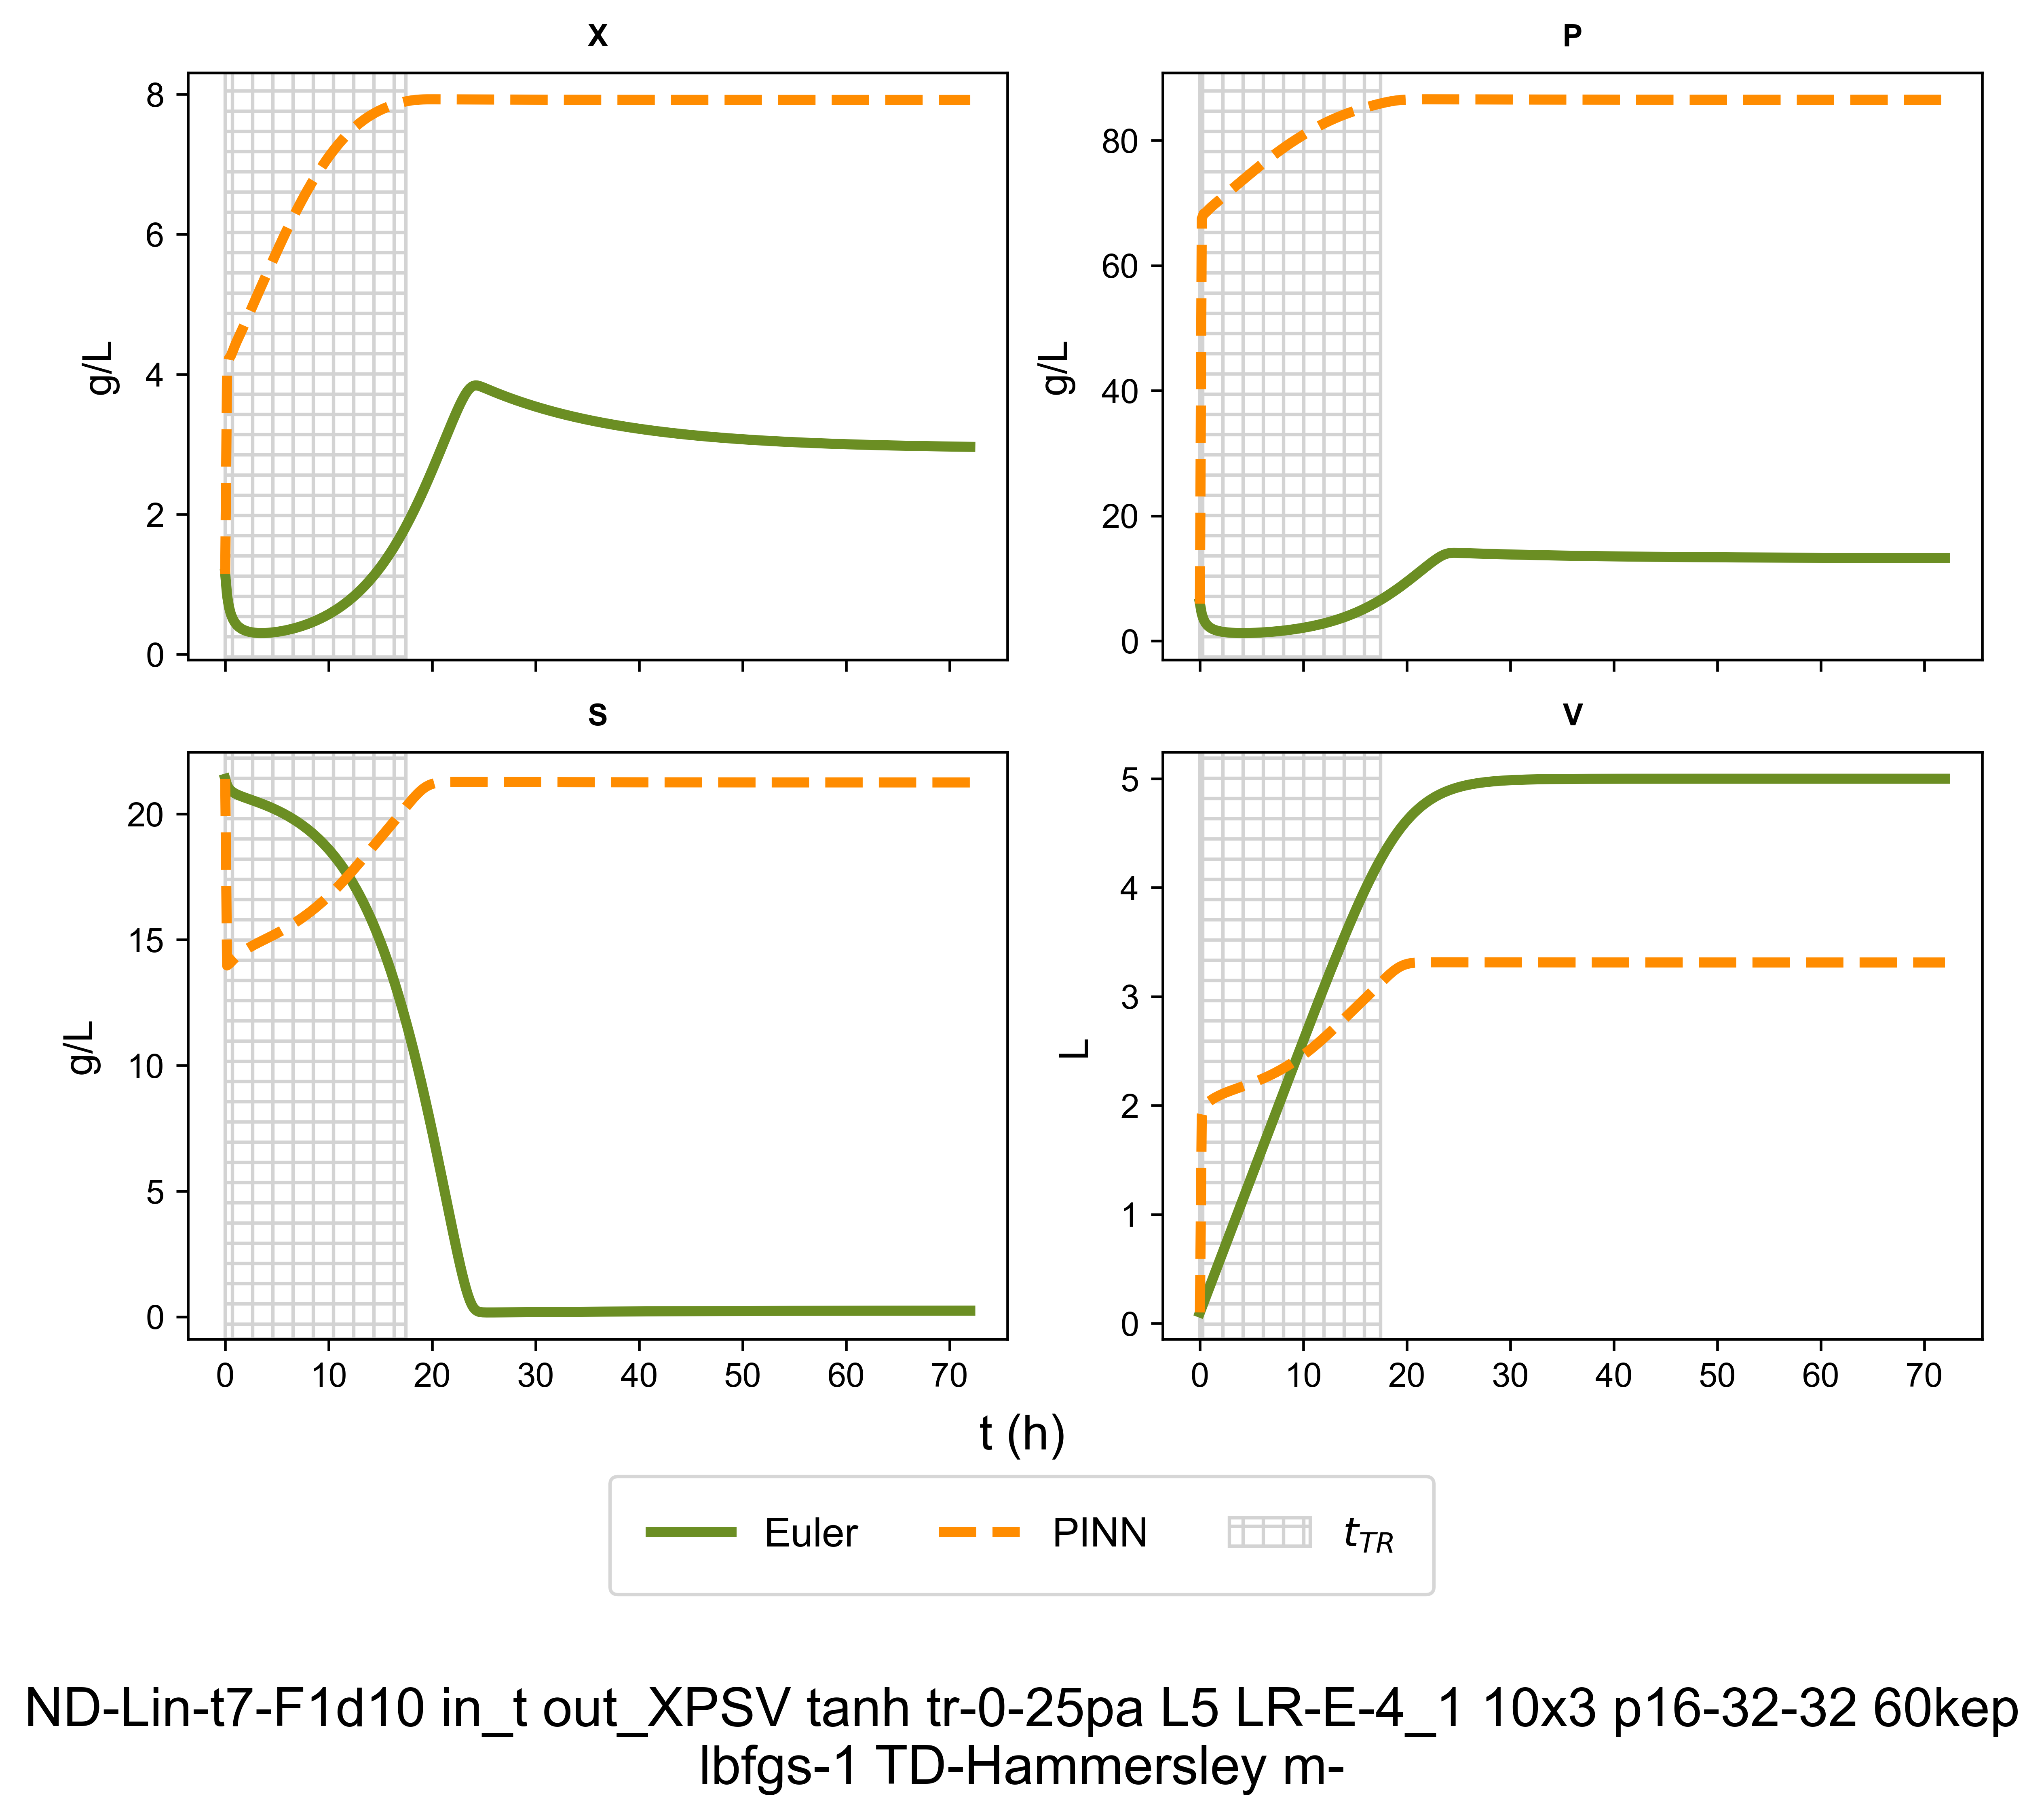 X
8
6
4
2
0
g/L
P
80
60
40
20
0
g/L
S
20
15
10
5
0
g/L
0 10 20 30 40 50 60 70
V
5
4
3
2
1
0
L
0 10 20 30 40 50 60 70
t (h)
Euler PINN t_{TR}
ND-Lin-t7-F1d10 in_t out_XPSV tanh tr-0-25pa L5 LR-E-4_1 10x3 p16-32-32 60kep
lbfgs-1 TD-Hammersley m-